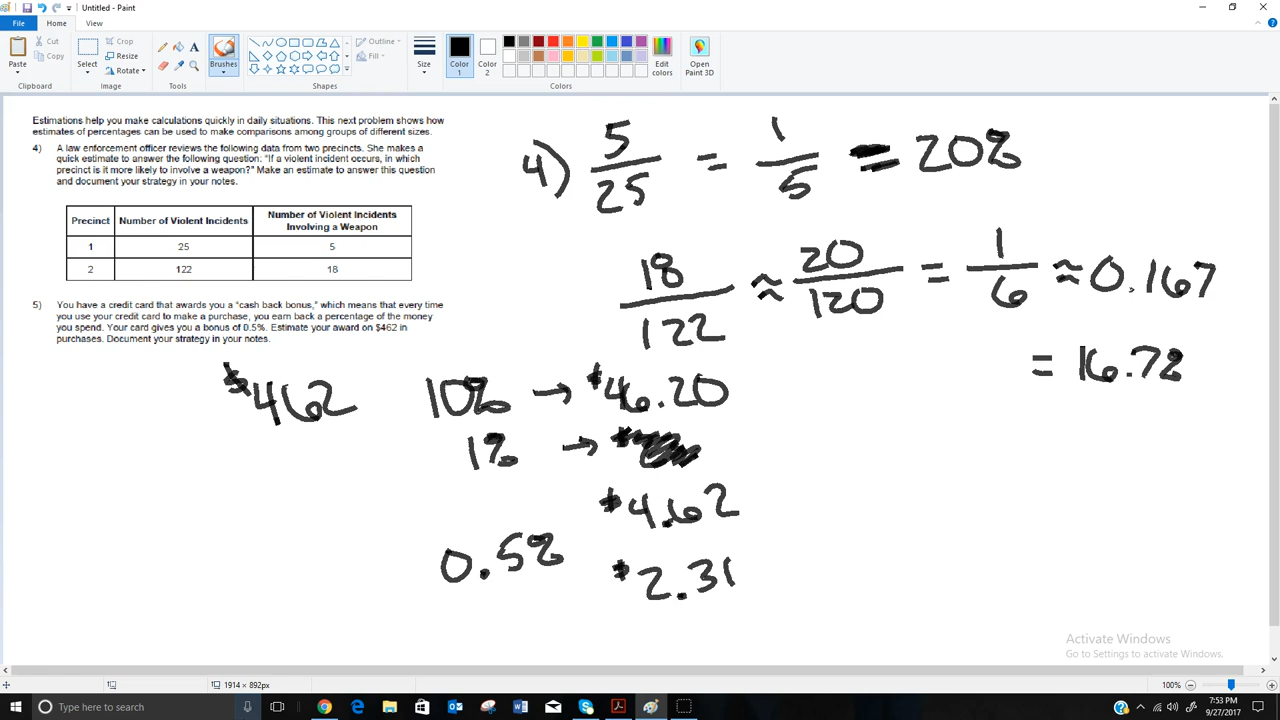 Untitled - Paint
File Home View
Paste
Cut
Copy
Clipboard
Select
Crop
Resize
Rotate
Image
A
Tools
Brushes
Outline
Fill
Shapes
Size
Color 1
Color 2
Edit colors
Colors
Open Paint 3D
Estimations help you make calculations quickly in daily situations. This next problem shows how
estimates of percentages can be used to make comparisons among groups of different sizes.
4) A law enforcement officer reviews the following data from two precincts. She makes a
quick estimate to answer the following question: "If a violent incident occurs, in which
precinct is it more likely to involve a weapon?" Make an estimate to answer this question
and document your strategy in your notes.
Precinct Number of Violent Incidents Number of Violent Incidents Involving a Weapon
1 25 5
2 122 18
5) You have a credit card that awards you a "cash back bonus," which means that every time
you use your credit card to make a purchase, you earn back a percentage of the money
you spend. Your card gives you a bonus of 0.5%. Estimate your award on $462 in
purchases. Document your strategy in your notes.
4) 5/25 = 1/5 = 20%
18/122 ≈ 20/120 = 1/6 ≈ 0.167
= 16.7%
$462 10% → $46.20
1% →
$4.62
0.5% $2.31
Activate Windows
Go to Settings to activate Windows.
1914 × 892px
100%
Type here to search
7:53 PM
9/27/2017